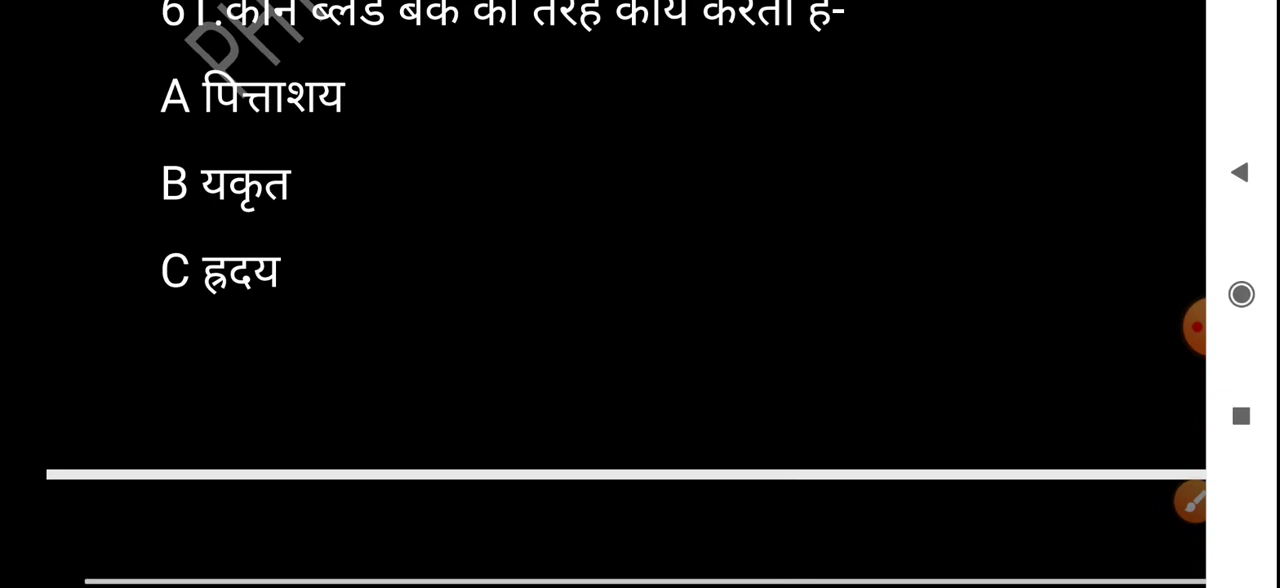 61.कौन ब्लड बैंक की तरह कार्य करता है-
A पित्ताशय
B यकृत
C ह्रदय